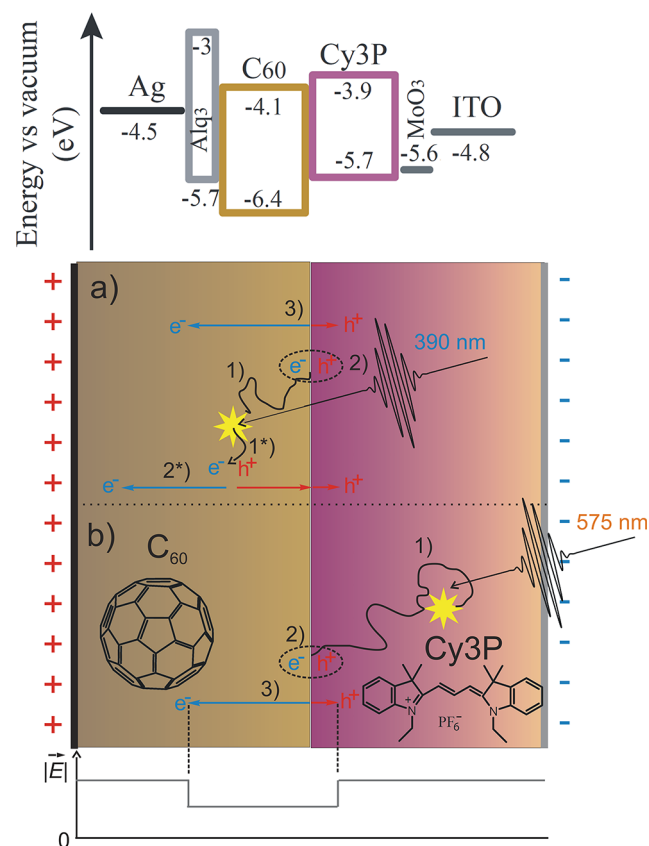 Energy vs vacuum
(eV)
Ag
-4.5
-3
Alq3
-5.7
C60
-4.1
-6.4
Cy3P
-3.9
-5.7
MoO3
-5.6
ITO
-4.8
a)
3)
e- h+
390 nm
e- h+ 2)
1)
1*)
e- h+
2*)
e- h+
575 nm
b)
C60
1)
2)
e- h+
Cy3P
3)
e- h+
N+
N
PF6-
|E|
0
+ + + + + + + + + + + +
- - - - - - - - - - - -